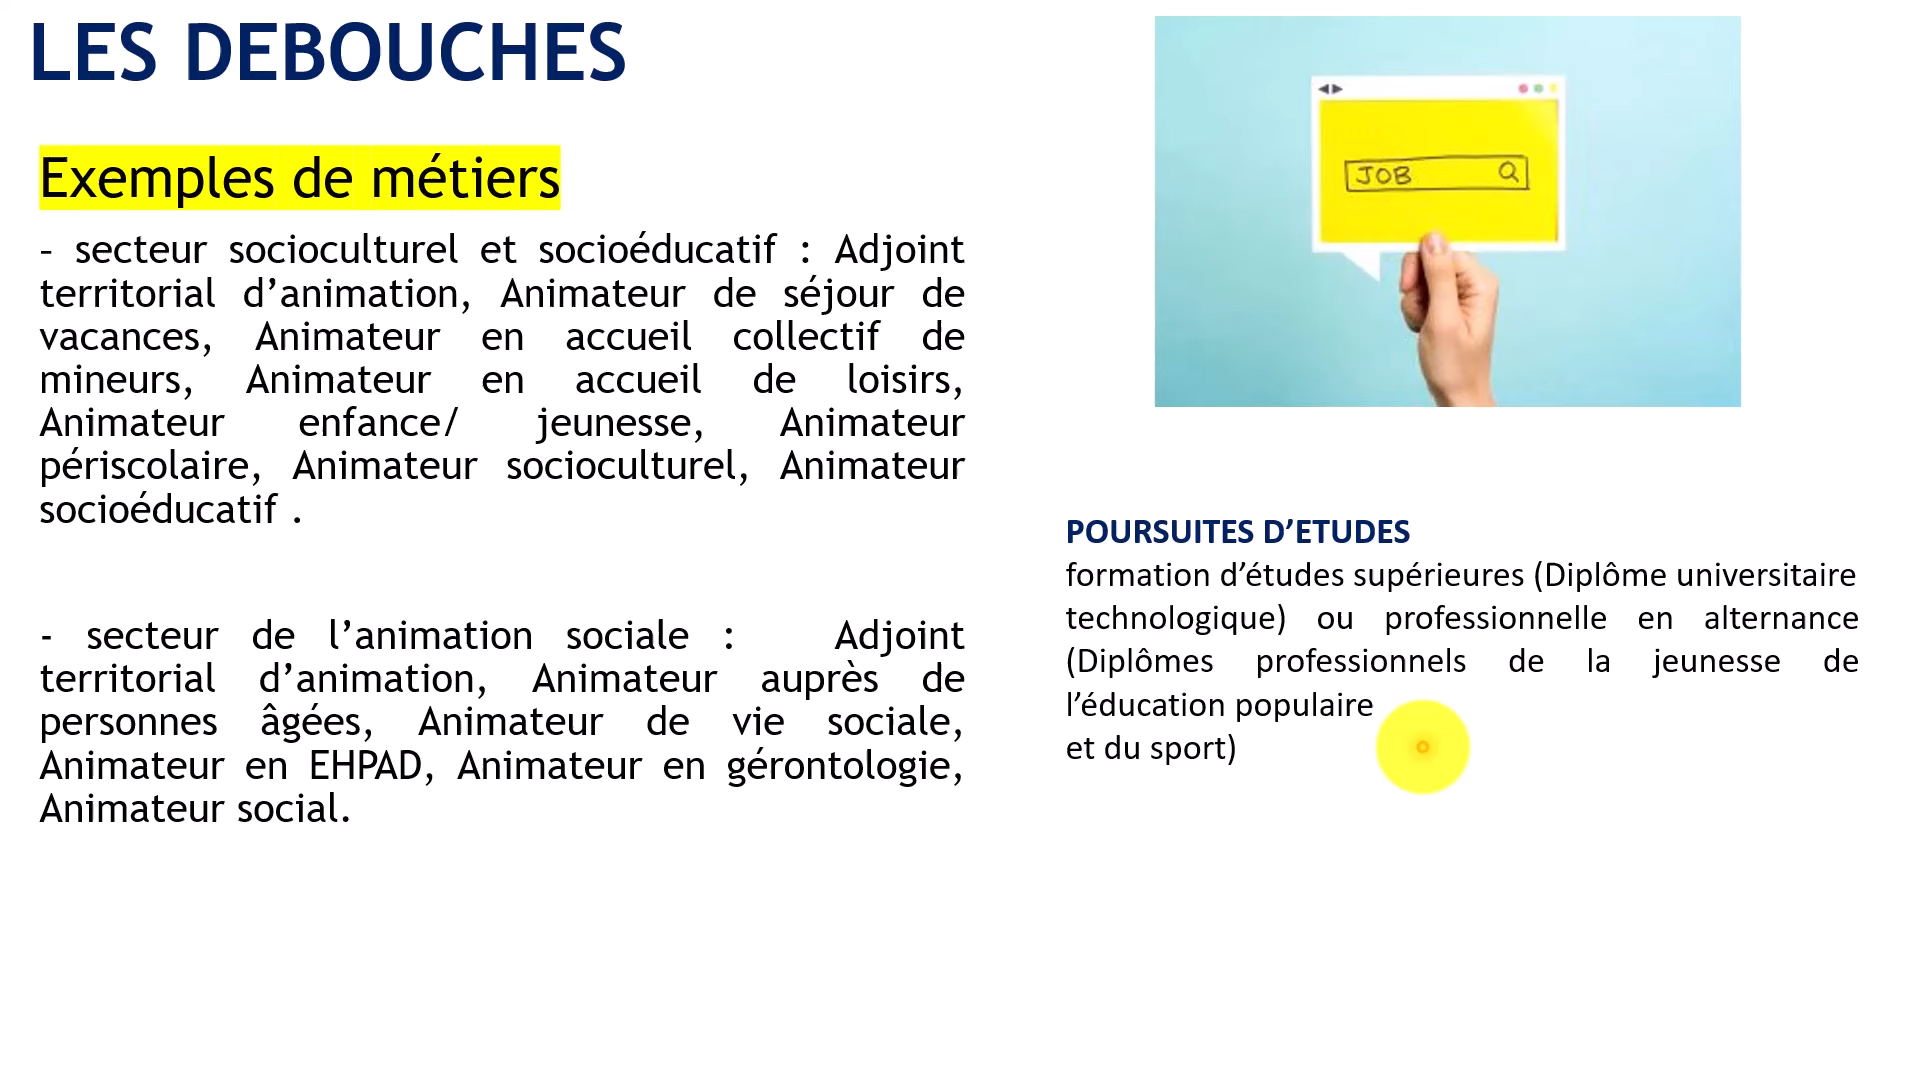 LES DEBOUCHES
Exemples de métiers
– secteur socioculturel et socioéducatif : Adjoint
territorial d’animation, Animateur de séjour de
vacances, Animateur en accueil collectif de
mineurs, Animateur en accueil de loisirs,
Animateur enfance/ jeunesse, Animateur
périscolaire, Animateur socioculturel, Animateur
socioéducatif .
- secteur de l’animation sociale : Adjoint
territorial d’animation, Animateur auprès de
personnes âgées, Animateur de vie sociale,
Animateur en EHPAD, Animateur en gérontologie,
Animateur social.
JOB
POURSUITES D’ETUDES
formation d’études supérieures (Diplôme universitaire
technologique) ou professionnelle en alternance
(Diplômes professionnels de la jeunesse de
l’éducation populaire
et du sport)